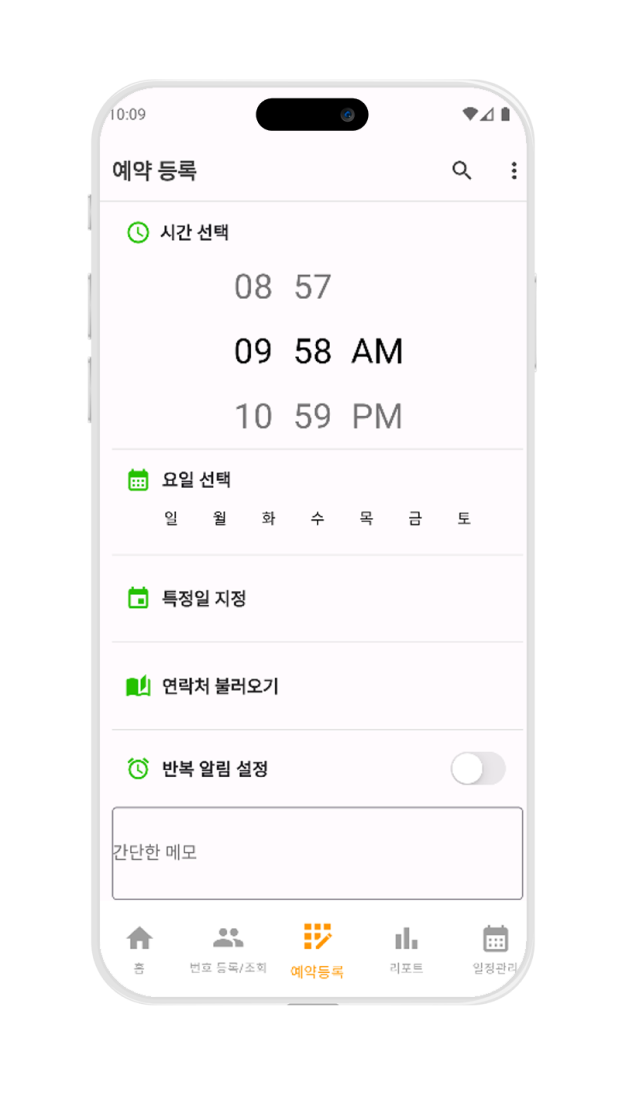 10:09
예약 등록
시간 선택
08 57
09 58 AM
10 59 PM
요일 선택
일 월 화 수 목 금 토
특정일 지정
연락처 불러오기
반복 알림 설정
간단한 메모
홈 번호 등록/조회 예약등록 리포트 일정관리